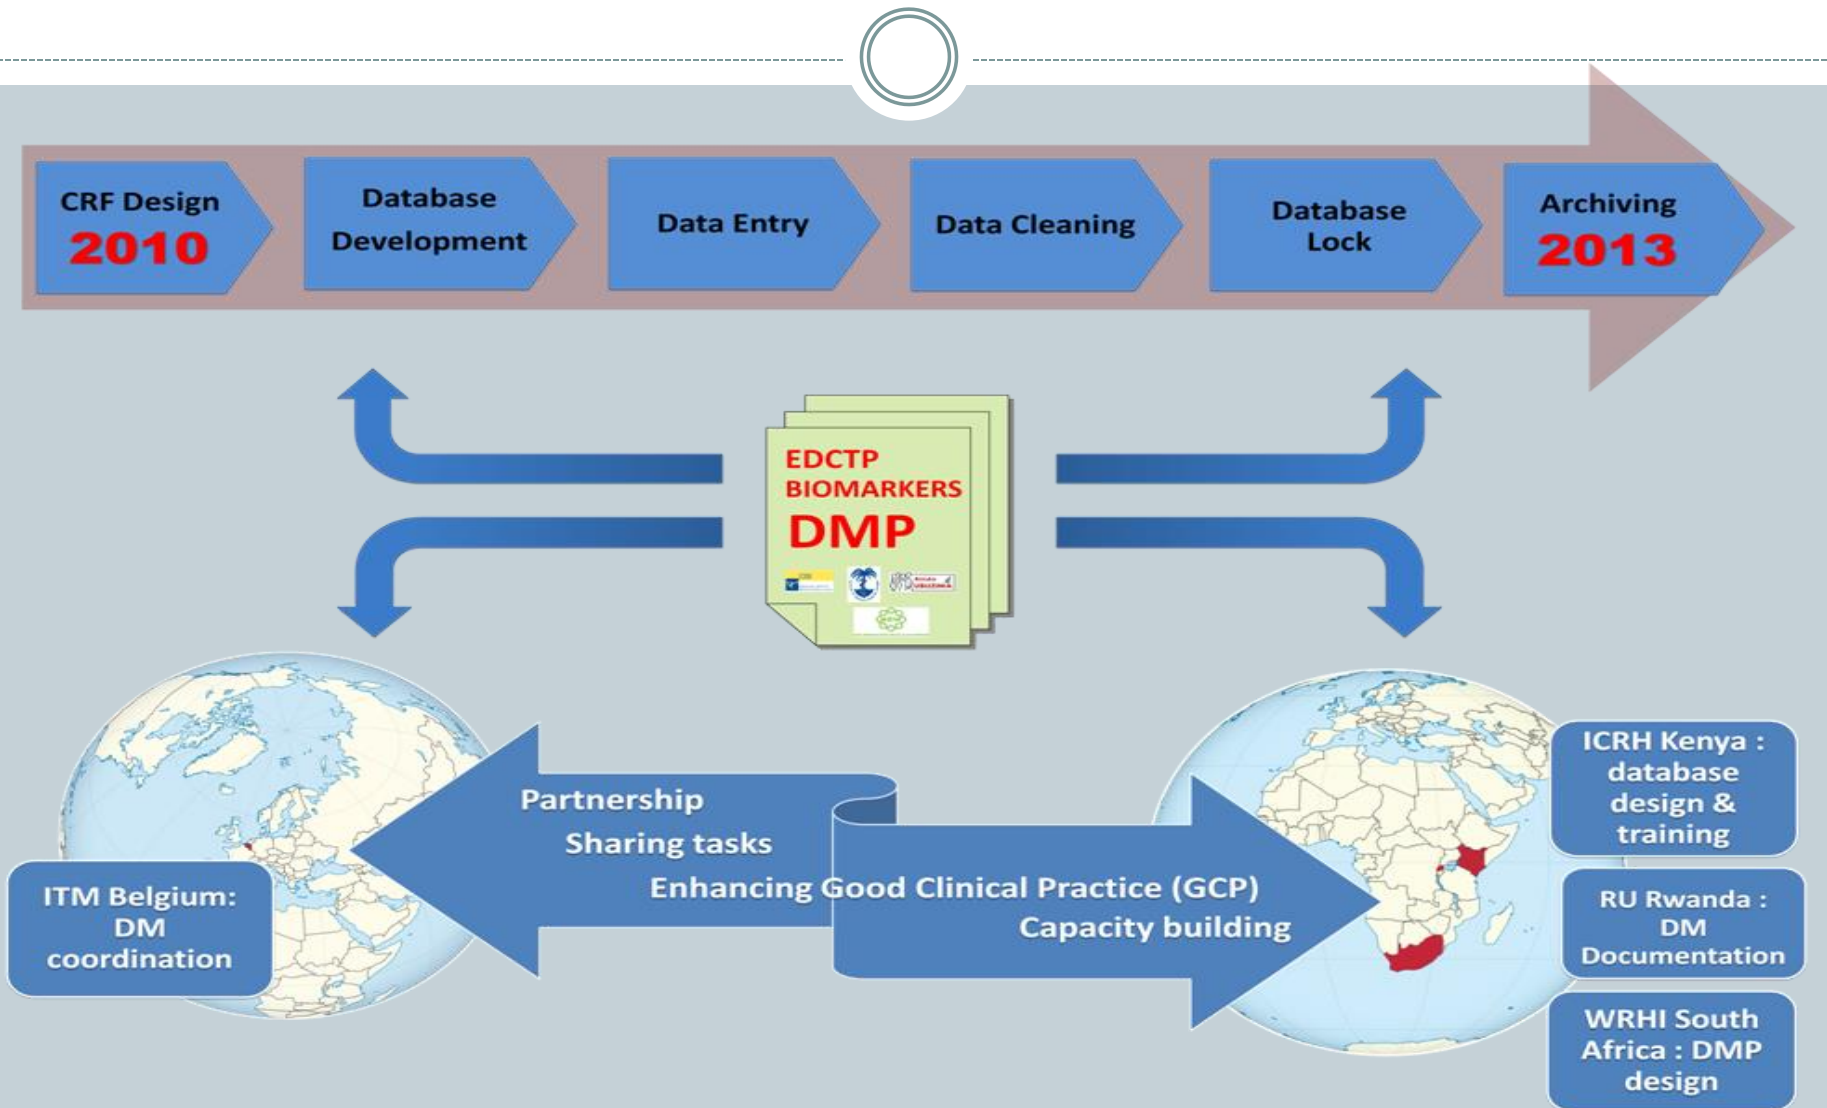 CRF Design
2010
Database
Development
Data Entry
Data Cleaning
Database
Lock
Archiving
2013
EDCTP
BIOMARKERS
DMP
Partnership
Sharing tasks
Enhancing Good Clinical Practice (GCP)
Capacity building
ITM Belgium:
DM
coordination
ICRH Kenya :
database
design &
training
RU Rwanda :
DM
Documentation
WRHI South
Africa : DMP
design